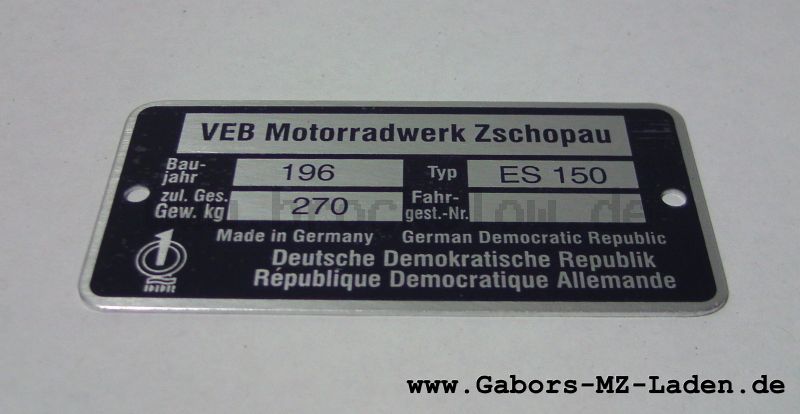 VEB Motorradwerk Zschopau
Bau-
jahr 196 Typ ES 150
zul. Ges.
Gew. kg 270 Fahr-
gest.-Nr.
Made in Germany German Democratic Republic
Deutsche Demokratische Republik
République Democratique Allemande
1
www.Gabors-MZ-Laden.de